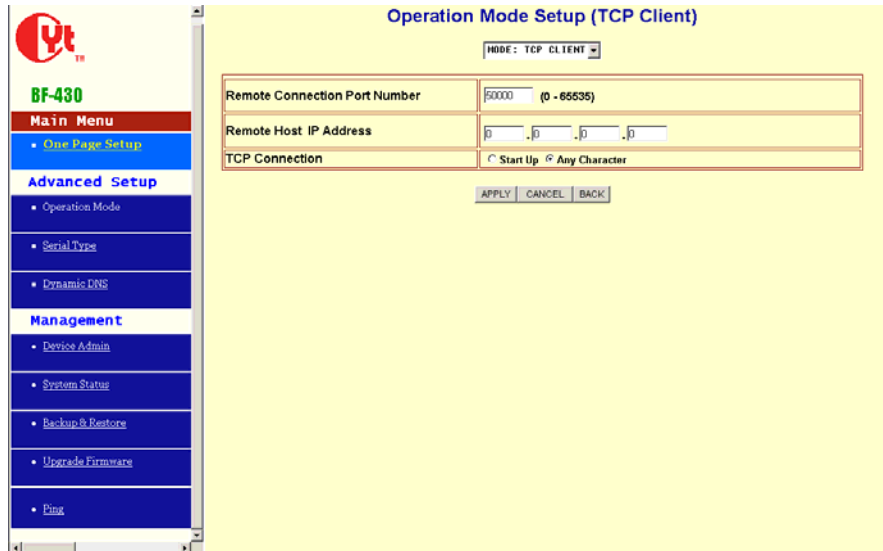 Cyt
TM
BF-430
Main Menu
One Page Setup
Advanced Setup
Operation Mode
Serial Type
Dynamic DNS
Management
Device Admin
System Status
Backup & Restore
Upgrade Firmware
Ping
Operation Mode Setup (TCP Client)
MODE: TCP CLIENT
Remote Connection Port Number 50000 (0 - 65535)
Remote Host IP Address 0 . 0 . 0 . 0
TCP Connection Start Up Any Character
APPLY CANCEL BACK